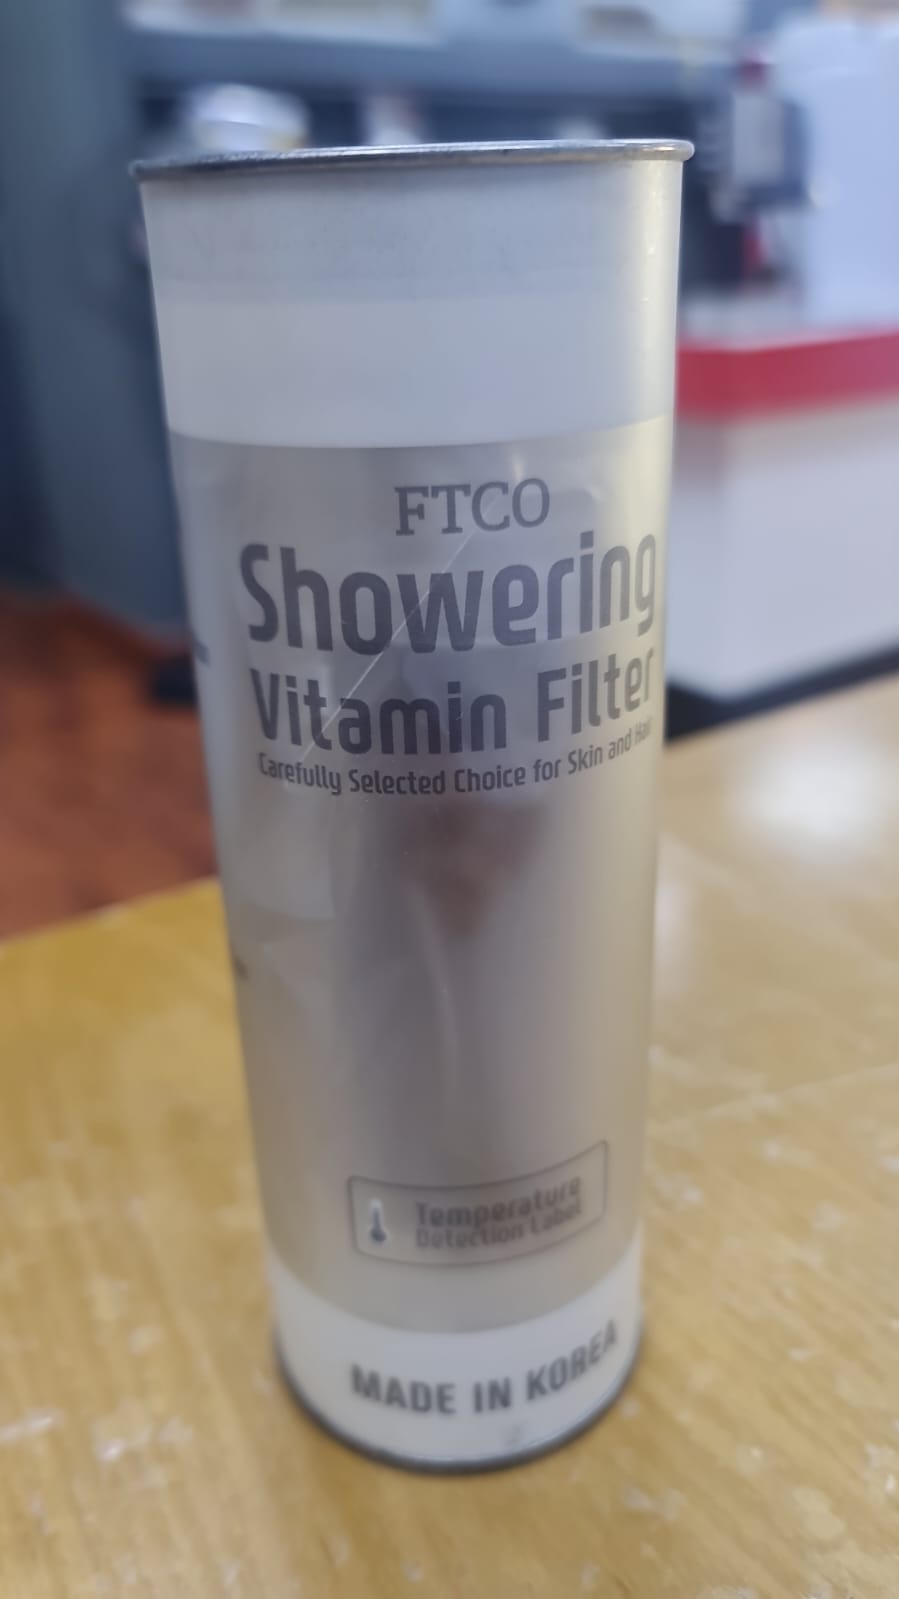 FTCO
Showering
Vitamin Filter
Carefully Selected Choice for Skin and Hair
Temperature
Detection Label
MADE IN KOREA